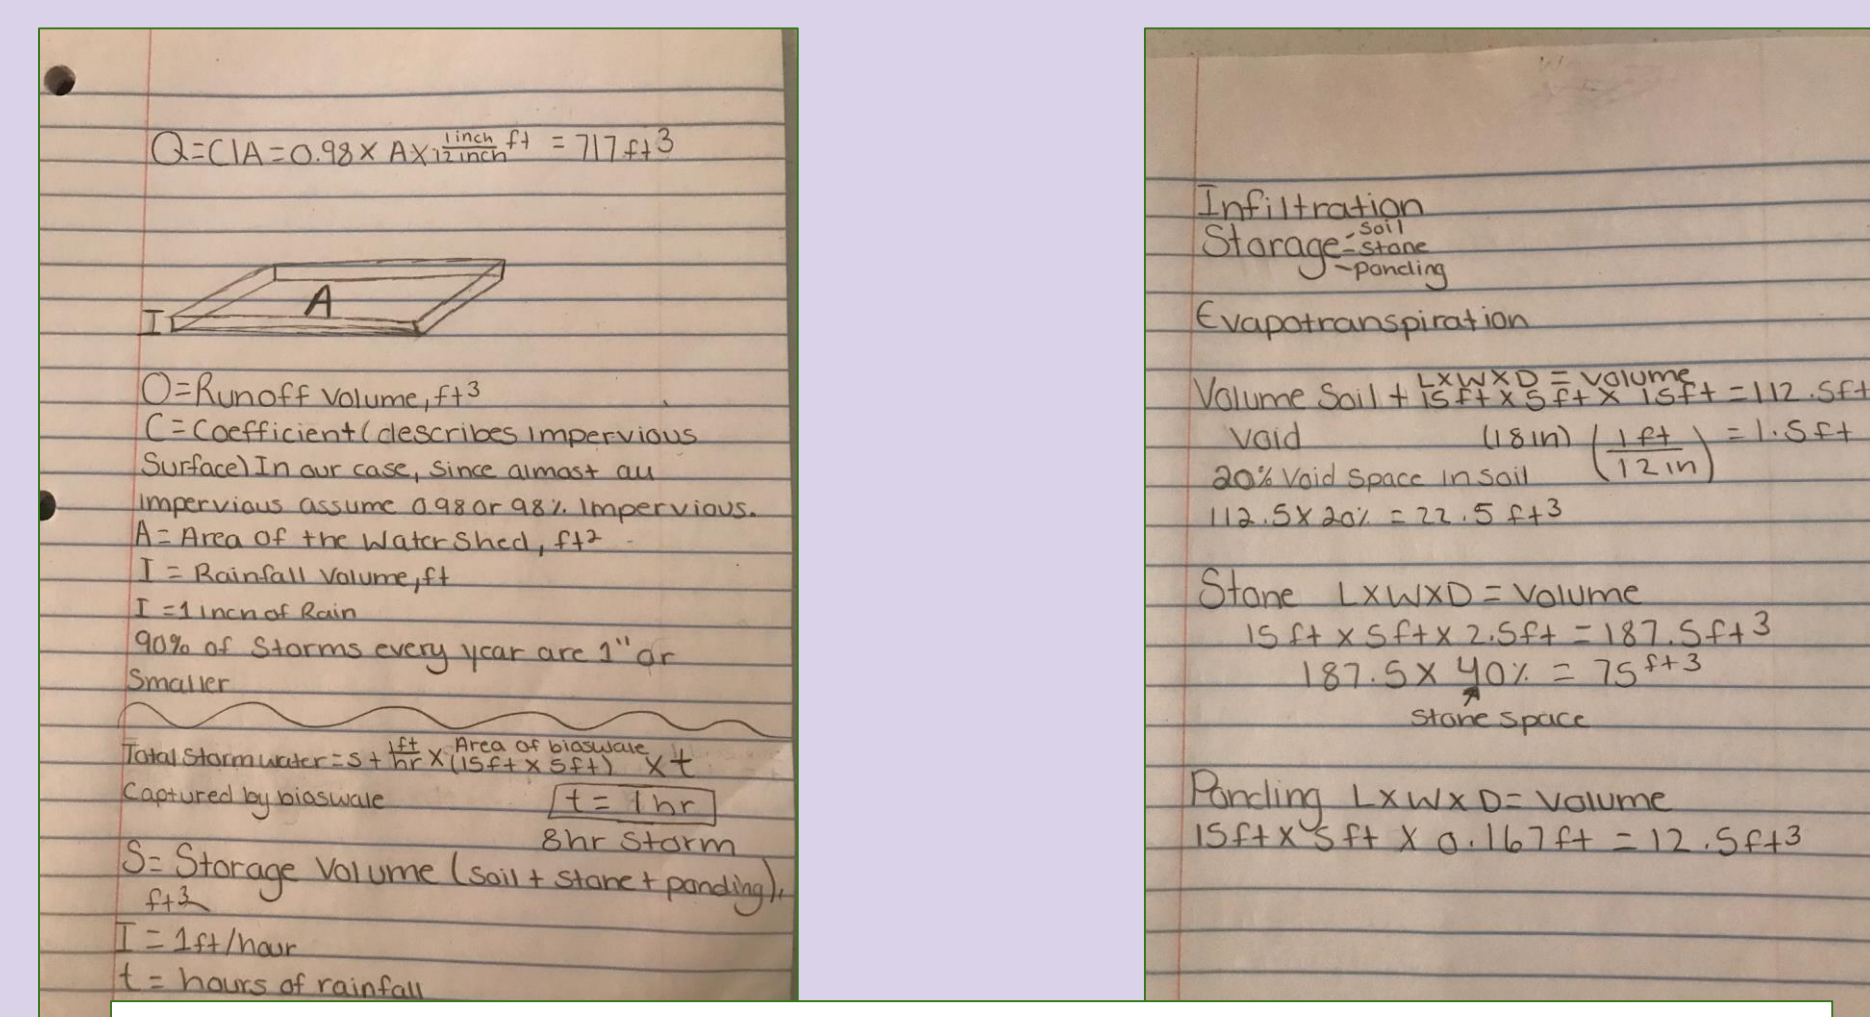 Q=CIA=0.98 x A x 1inch/12inch ft = 717ft3
A
I
O=Runoff Volume, ft3
C=Coefficient (describes impervious
Surface) In our case, since almost all
impervious assume 0.98 or 98% Impervious.
A=Area of the Watershed, ft2
I = Rainfall Volume, ft
I =1 inch of Rain
90% of Storms every year are 1" or
Smaller
Total Stormwater = S + 1ft/hr x Area of bioswale (15ft x 5ft) x t
Captured by bioswale
t = 1hr
8hr Storm
S= Storage Volume (soil + stone + ponding),
ft3
I = 1ft/hour
t = hours of rainfall
Infiltration
Storage -soil
-stone
-ponding
Evapotranspiration
LxWxD = Volume
Volume Soil + 15ft x 5ft x 15ft = 112.5ft
Void (18in) (1ft/12in) = 1.5ft
20% Void Space in soil
112.5 x 20% = 22.5 ft3
Stone LxWxD = Volume
15ft x 5ft x 2.5ft = 187.5ft3
187.5 x 40% = 75ft3
stone space
Ponding LxWxD= Volume
15ft x 5ft x 0.167ft = 12.5ft3